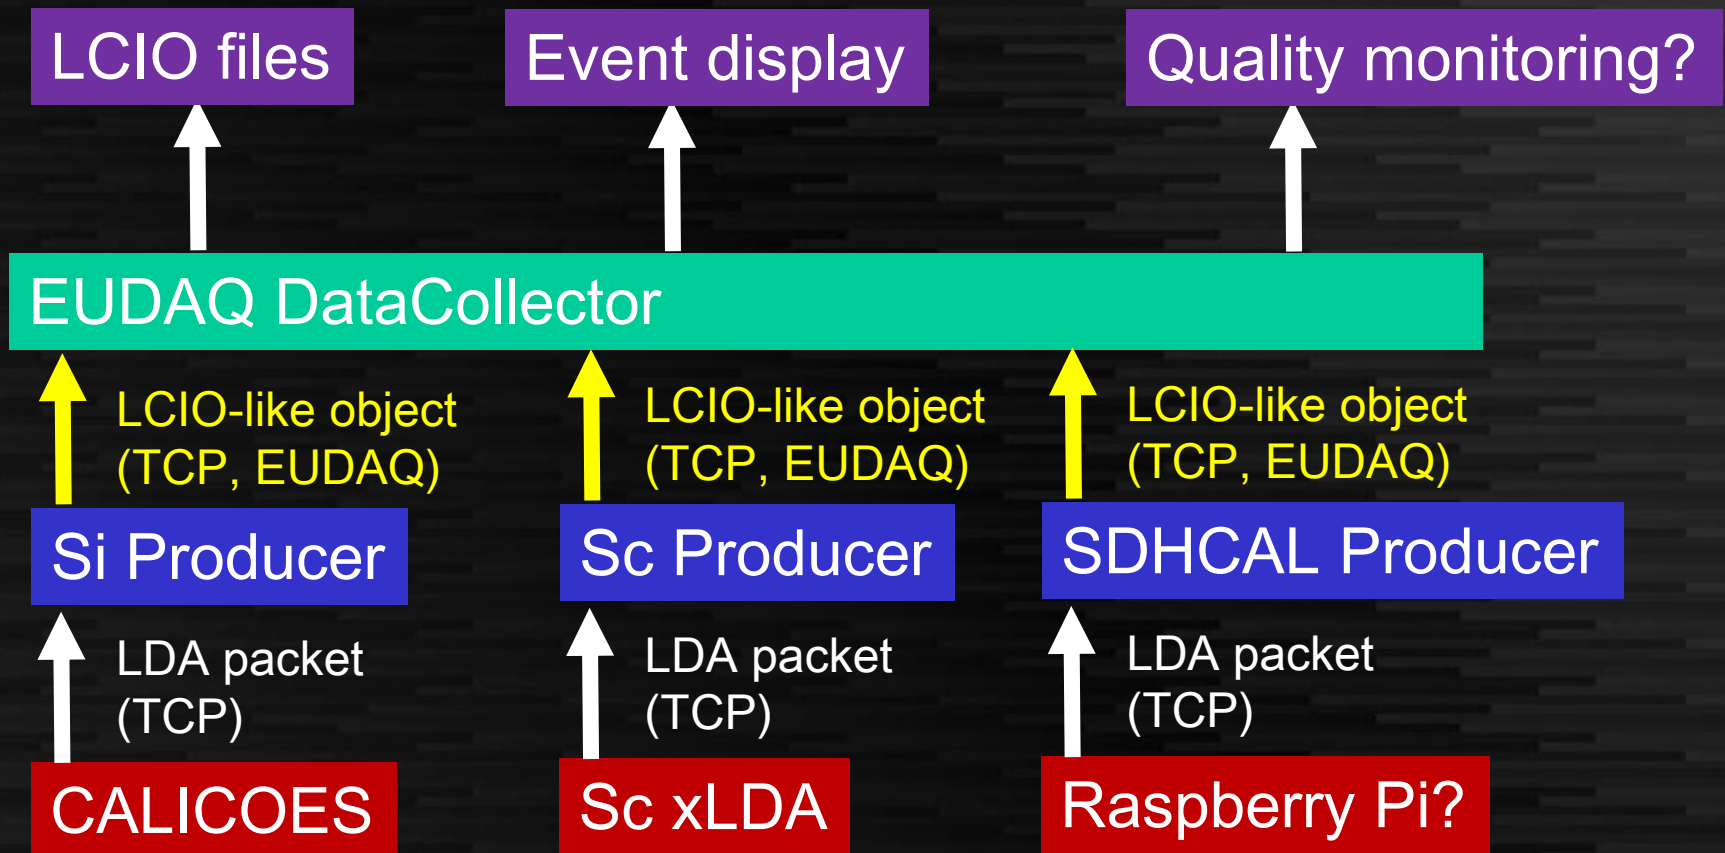 LCIO files
Event display
Quality monitoring?
EUDAQ DataCollector
LCIO-like object
(TCP, EUDAQ)
LCIO-like object
(TCP, EUDAQ)
LCIO-like object
(TCP, EUDAQ)
Si Producer
Sc Producer
SDHCAL Producer
LDA packet
(TCP)
LDA packet
(TCP)
LDA packet
(TCP)
CALICOES
Sc xLDA
Raspberry Pi?